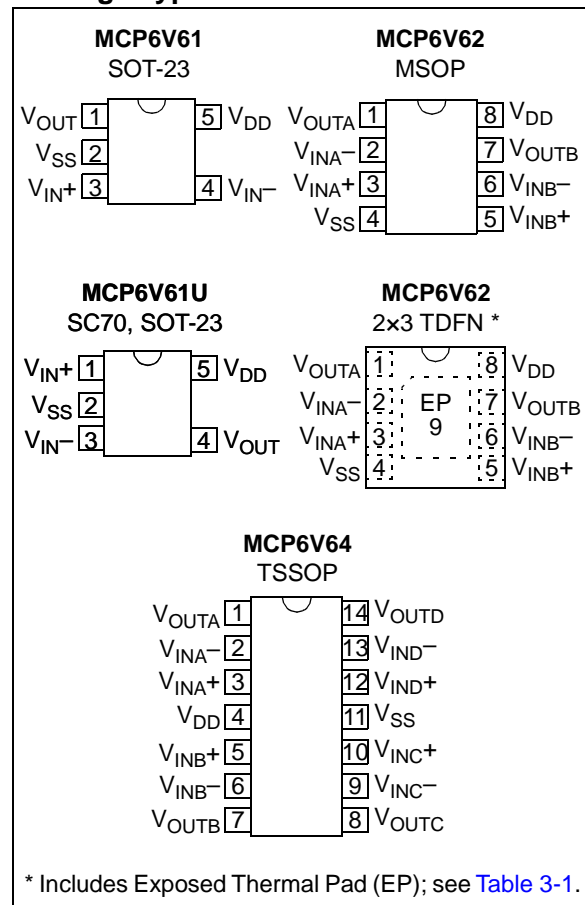 MCP6V61
SOT-23
VOUT 1 5 VDD
VSS 2
VIN+ 3 4 VIN–
MCP6V62
MSOP
VOUTA 1 8 VDD
VINA– 2 7 VOUTB
VINA+ 3 6 VINB–
VSS 4 5 VINB+
MCP6V61U
SC70, SOT-23
VIN+ 1 5 VDD
VSS 2
VIN– 3 4 VOUT
MCP6V62
2×3 TDFN *
VOUTA 1 8 VDD
VINA– 2 EP 7 VOUTB
VINA+ 3 9 6 VINB–
VSS 4 5 VINB+
MCP6V64
TSSOP
VOUTA 1 14 VOUTD
VINA– 2 13 VIND–
VINA+ 3 12 VIND+
VDD 4 11 VSS
VINB+ 5 10 VINC+
VINB– 6 9 VINC–
VOUTB 7 8 VOUTC
* Includes Exposed Thermal Pad (EP); see Table 3-1.